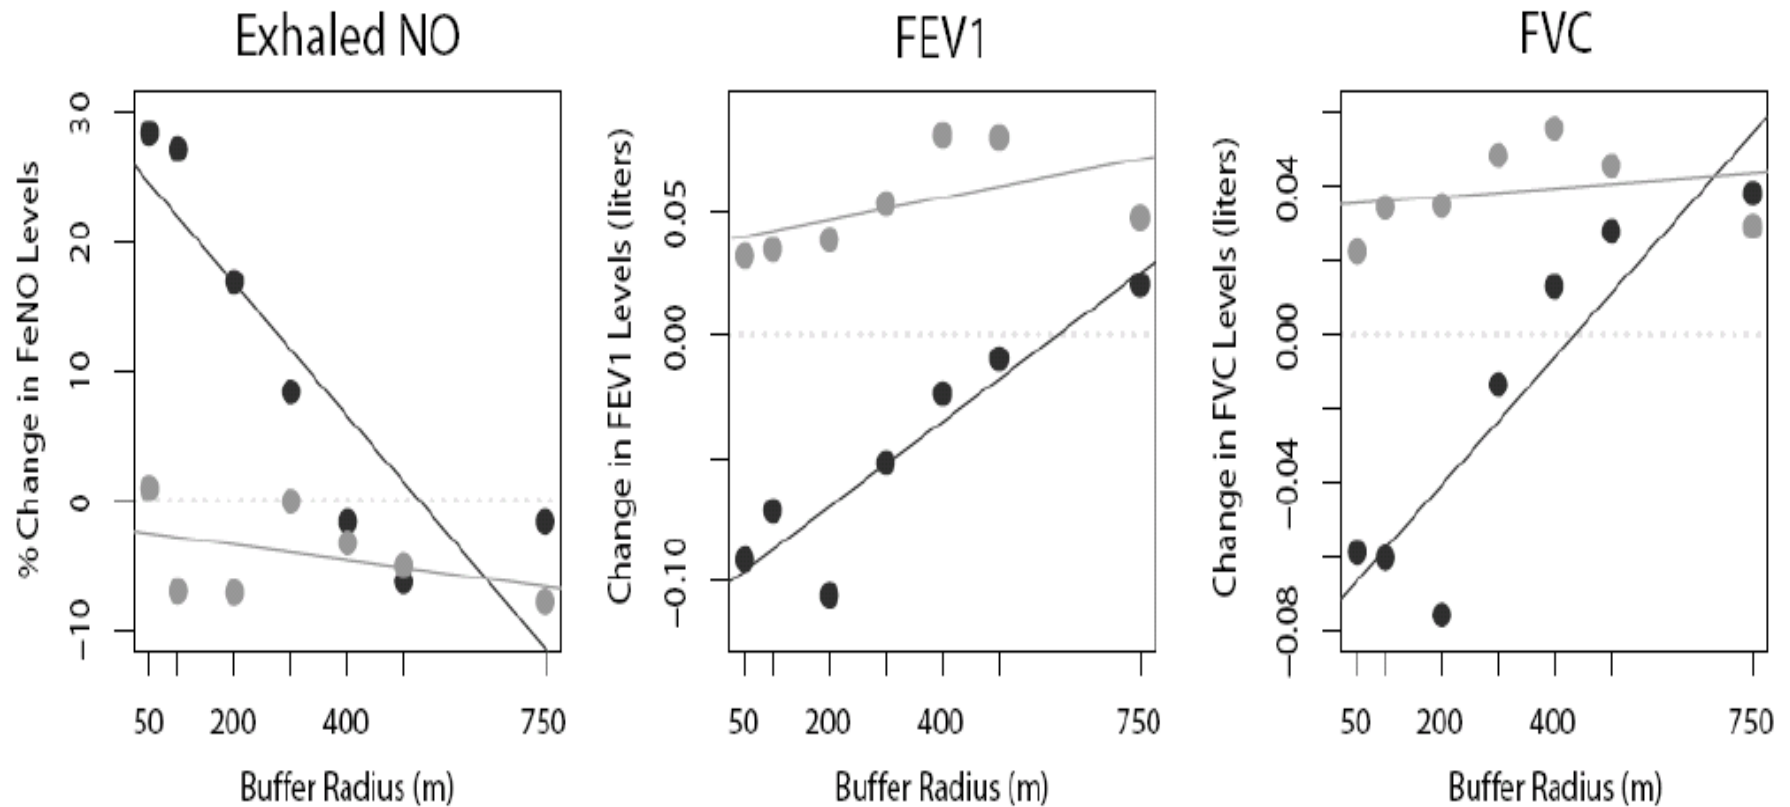 Exhaled NO
FEV1
FVC
% Change in FeNO Levels
30
20
10
0
−10
50
200
400
750
Buffer Radius (m)
Change in FEV1 Levels (liters)
0.05
0.00
−0.10
50
200
400
750
Buffer Radius (m)
Change in FVC Levels (liters)
0.04
0.00
−0.04
−0.08
50
200
400
750
Buffer Radius (m)